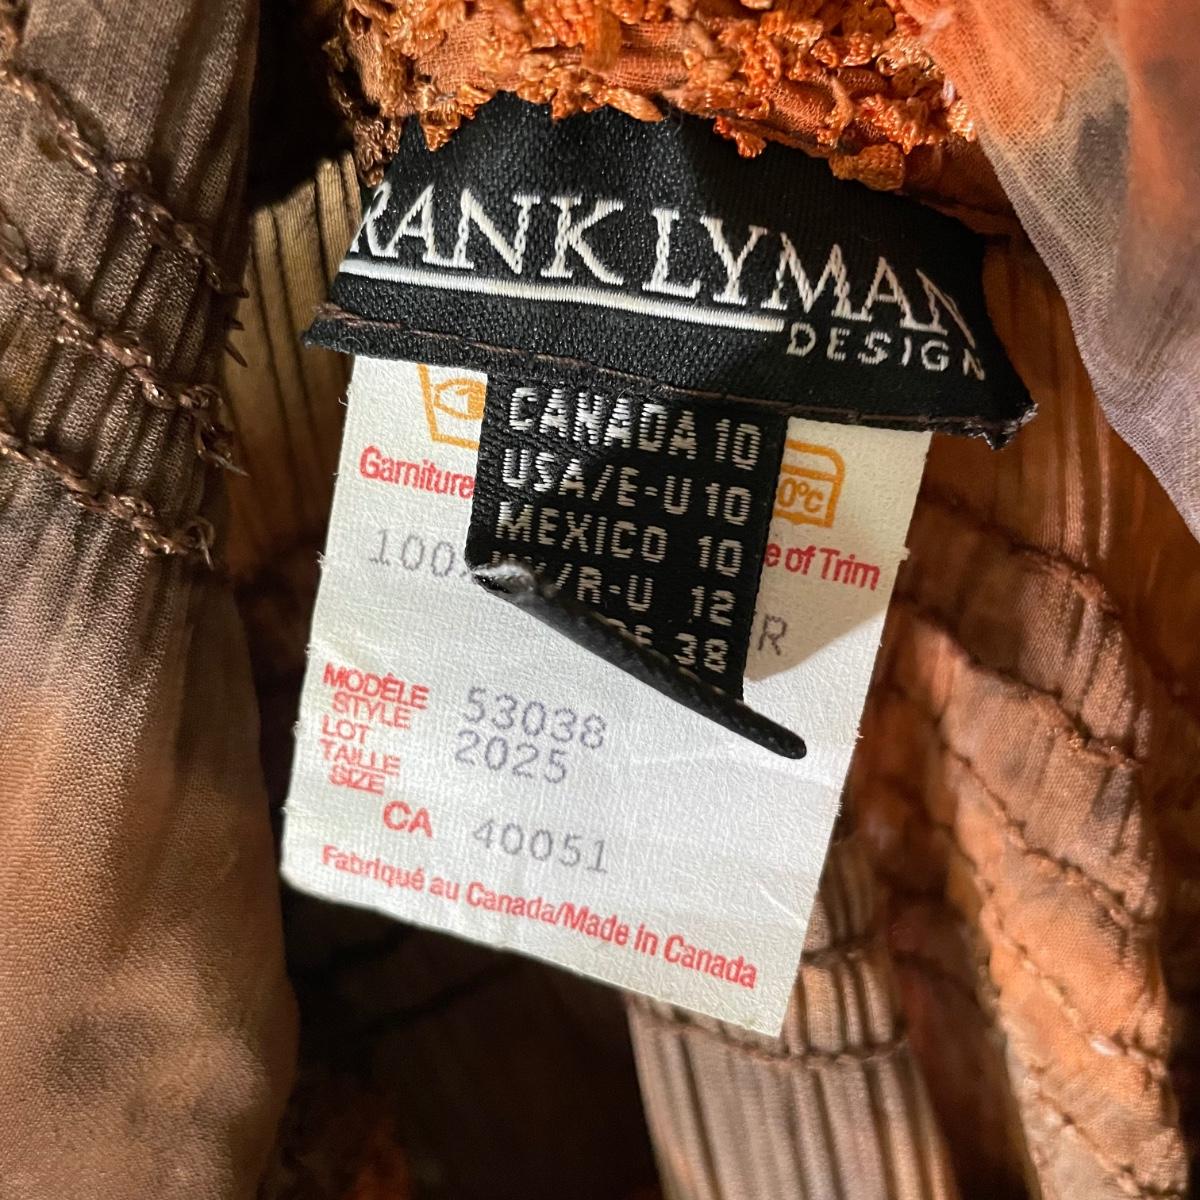 RANK LYMAN
DESIGN
CANADA 10
USA/E-U 10
MEXICO 10
/R-U 12
38
0°C
Garniture
e of Trim
100
R
MODÈLE
STYLE 53038
LOT 2025
TAILLE
SIZE
CA 40051
Fabriqué au Canada/Made in Canada